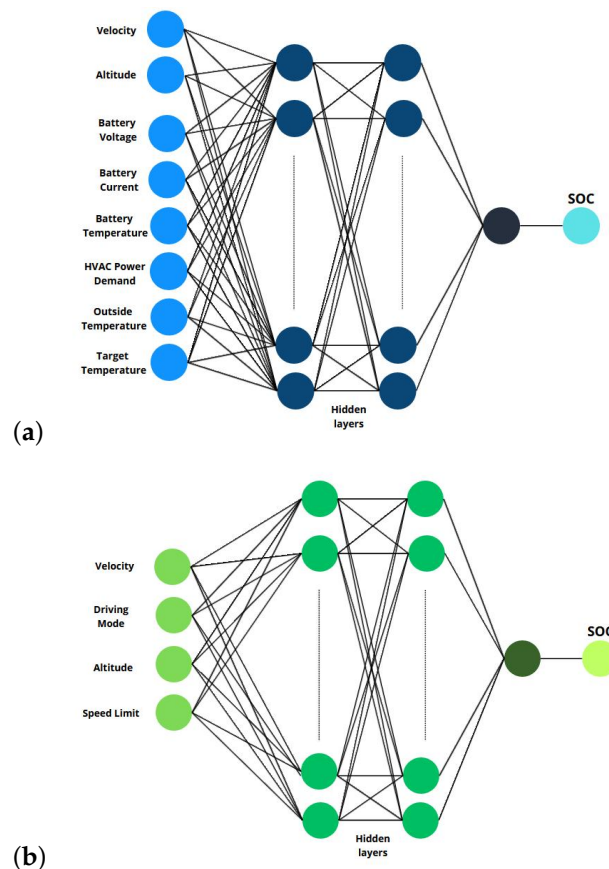 Velocity
Altitude
Battery
Voltage
Battery
Current
Battery
Temperature
HVAC Power
Demand
Outside
Temperature
Target
Temperature
Hidden
layers
SOC
(a)
Velocity
Driving
Mode
Altitude
Speed Limit
Hidden
layers
SOC
(b)